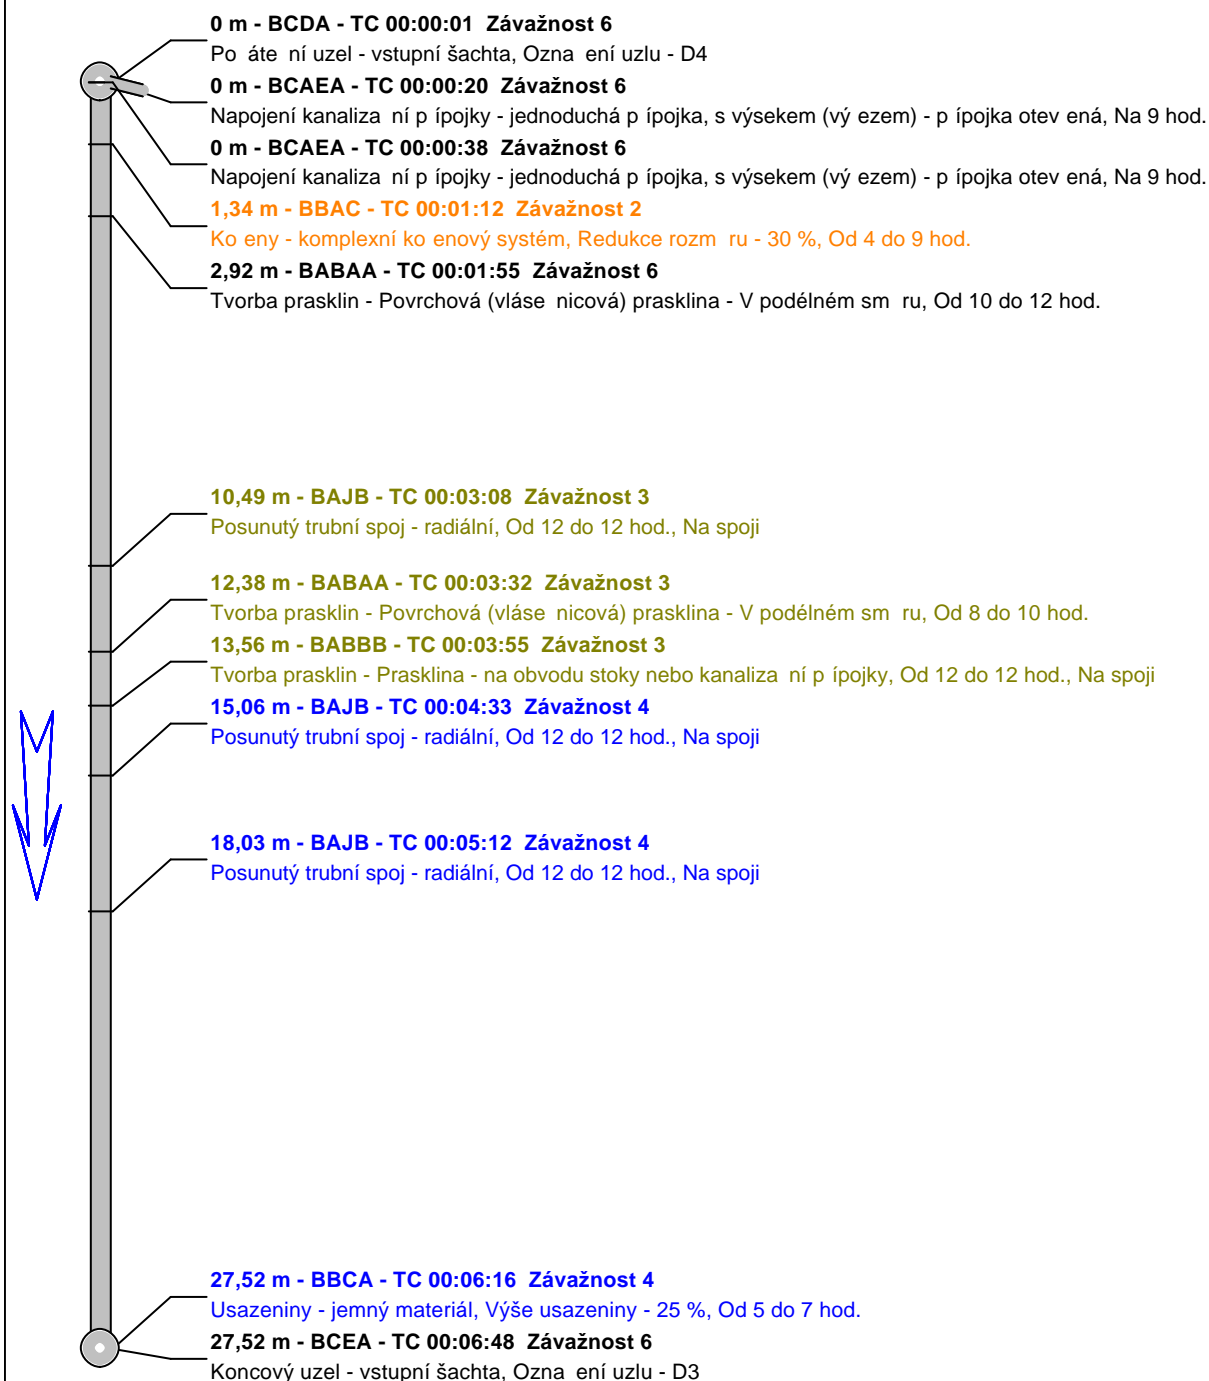 0 m - BCDA - TC 00:00:01 Závažnost 6
Po áte ní uzel - vstupní šachta, Ozna ení uzlu - D4
0 m - BCAEA - TC 00:00:20 Závažnost 6
Napojení kanaliza ní p ípojky - jednoduchá p ípojka, s výsekem (vý ezem) - p ípojka otev ená, Na 9 hod.
0 m - BCAEA - TC 00:00:38 Závažnost 6
Napojení kanaliza ní p ípojky - jednoduchá p ípojka, s výsekem (vý ezem) - p ípojka otev ená, Na 9 hod.
1,34 m - BBAC - TC 00:01:12 Závažnost 2
Ko eny - komplexní ko enový systém, Redukce rozm ru - 30 %, Od 4 do 9 hod.
2,92 m - BABAA - TC 00:01:55 Závažnost 6
Tvorba prasklin - Povrchová (vláse nicová) prasklina - V podélném sm ru, Od 10 do 12 hod.
10,49 m - BAJB - TC 00:03:08 Závažnost 3
Posunutý trubní spoj - radiální, Od 12 do 12 hod., Na spoji
12,38 m - BABAA - TC 00:03:32 Závažnost 3
Tvorba prasklin - Povrchová (vláse nicová) prasklina - V podélném sm ru, Od 8 do 10 hod.
13,56 m - BABBB - TC 00:03:55 Závažnost 3
Tvorba prasklin - Prasklina - na obvodu stoky nebo kanaliza ní p ípojky, Od 12 do 12 hod., Na spoji
15,06 m - BAJB - TC 00:04:33 Závažnost 4
Posunutý trubní spoj - radiální, Od 12 do 12 hod., Na spoji
18,03 m - BAJB - TC 00:05:12 Závažnost 4
Posunutý trubní spoj - radiální, Od 12 do 12 hod., Na spoji
27,52 m - BBCA - TC 00:06:16 Závažnost 4
Usazeniny - jemný materiál, Výše usazeniny - 25 %, Od 5 do 7 hod.
27,52 m - BCEA - TC 00:06:48 Závažnost 6
Koncový uzel - vstupní šachta, Ozna ení uzlu - D3